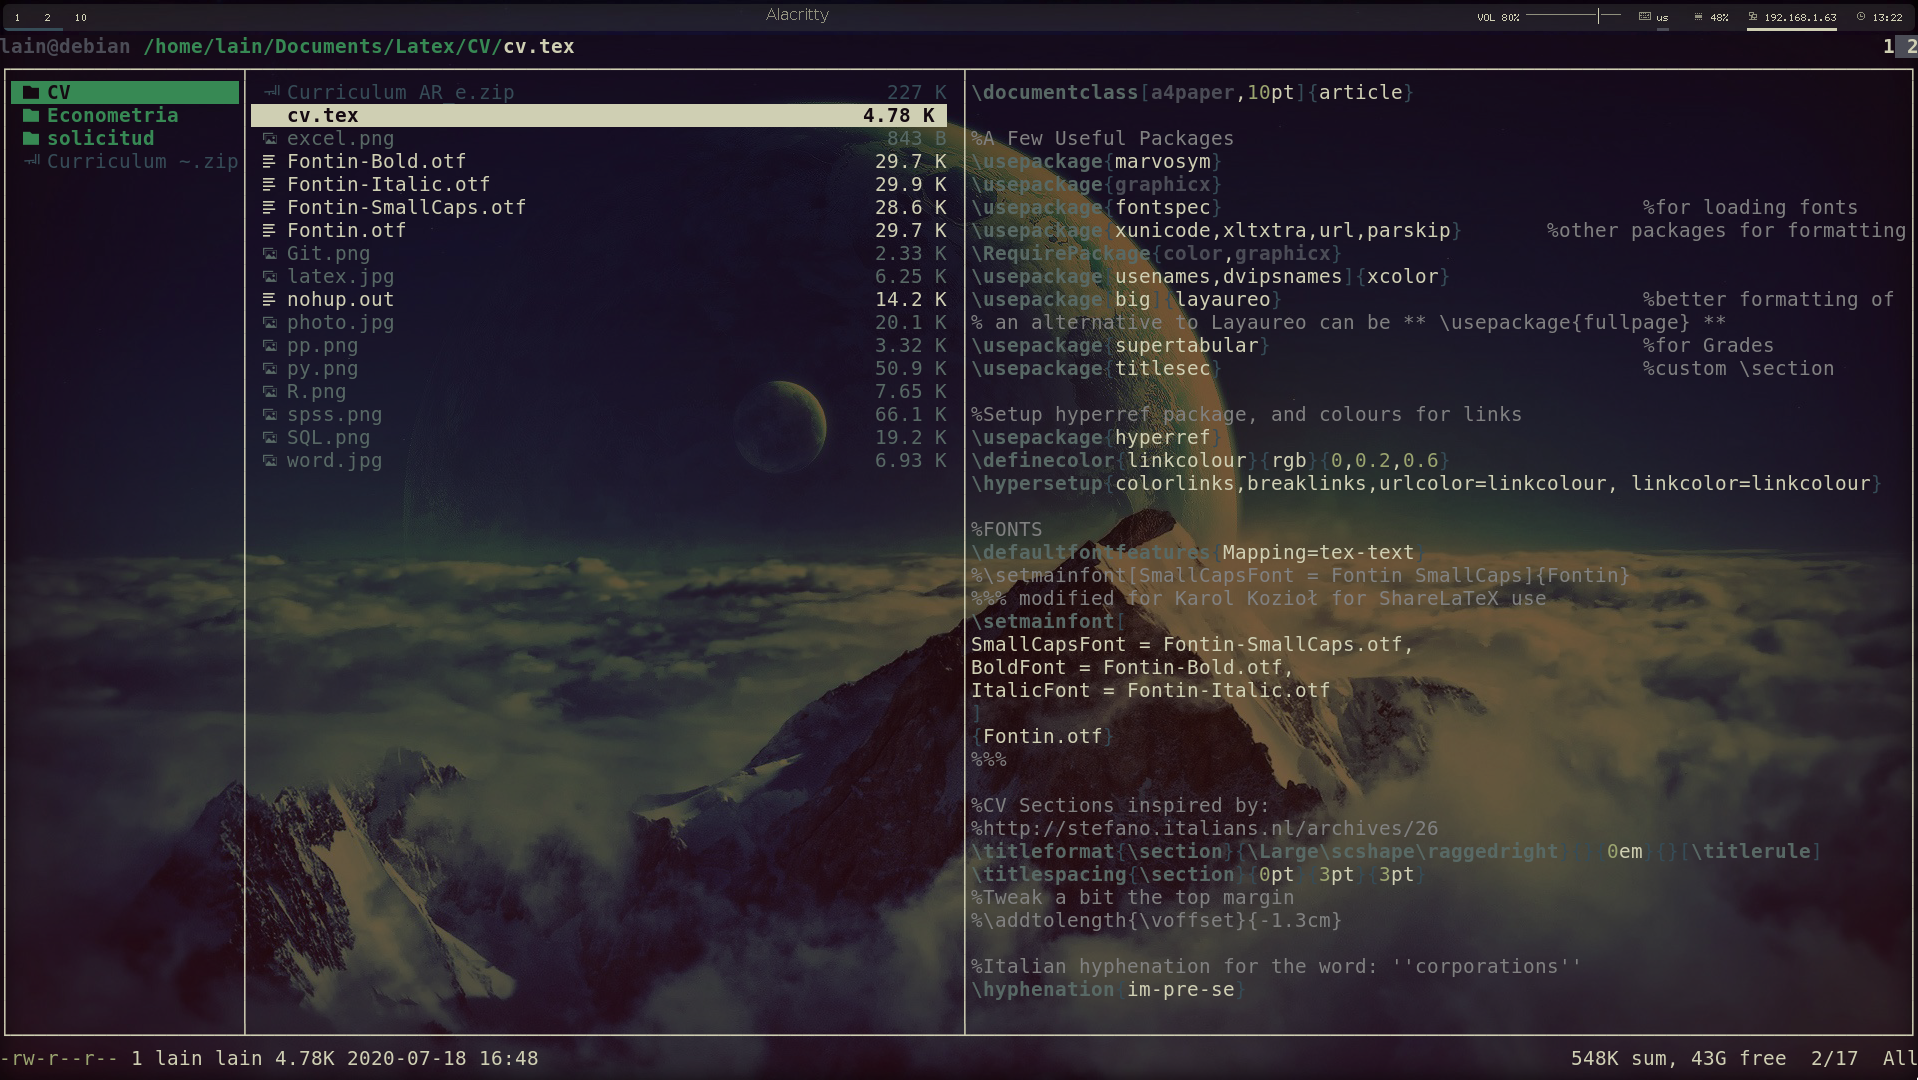 1 2 10 Alacritty VOL 80% us 48% 192.168.1.63 13:22
lain@debian /home/lain/Documents/Latex/CV/cv.tex 1 2
CV
Econometria
solicitud
Curriculum ~.zip
Curriculum AR_e.zip 227 K
cv.tex 4.78 K
excel.png 843 B
Fontin-Bold.otf 29.7 K
Fontin-Italic.otf 29.9 K
Fontin-SmallCaps.otf 28.6 K
Fontin.otf 29.7 K
Git.png 2.33 K
latex.jpg 6.25 K
nohup.out 14.2 K
photo.jpg 20.1 K
pp.png 3.32 K
py.png 50.9 K
R.png 7.65 K
spss.png 66.1 K
SQL.png 19.2 K
word.jpg 6.93 K
\documentclass[a4paper,10pt]{article}
%A Few Useful Packages
\usepackage{marvosym}
\usepackage{graphicx}
\usepackage{fontspec} %for loading fonts
\usepackage{xunicode,xltxtra,url,parskip} %other packages for formatting
\RequirePackage{color,graphicx}
\usepackage[usenames,dvipsnames]{xcolor}
\usepackage[big]{layaureo} %better formatting of
% an alternative to Layaureo can be ** \usepackage{fullpage} **
\usepackage{supertabular} %for Grades
\usepackage{titlesec} %custom \section
%Setup hyperref package, and colours for links
\usepackage{hyperref}
\definecolor{linkcolour}{rgb}{0,0.2,0.6}
\hypersetup{colorlinks,breaklinks,urlcolor=linkcolour, linkcolor=linkcolour}
%FONTS
\defaultfontfeatures{Mapping=tex-text}
%\setmainfont[SmallCapsFont = Fontin SmallCaps]{Fontin}
%%% modified for Karol Kozioł for ShareLaTeX use
\setmainfont[
SmallCapsFont = Fontin-SmallCaps.otf,
BoldFont = Fontin-Bold.otf,
ItalicFont = Fontin-Italic.otf
]
{Fontin.otf}
%%%
%CV Sections inspired by:
%http://stefano.italians.nl/archives/26
\titleformat{\section}{\Large\scshape\raggedright}{}{0em}{}[\titlerule]
\titlespacing{\section}{0pt}{3pt}{3pt}
%Tweak a bit the top margin
%\addtolength{\voffset}{-1.3cm}
%Italian hyphenation for the word: ''corporations''
\hyphenation{im-pre-se}
-rw-r--r-- 1 lain lain 4.78K 2020-07-18 16:48 548K sum, 43G free 2/17 All